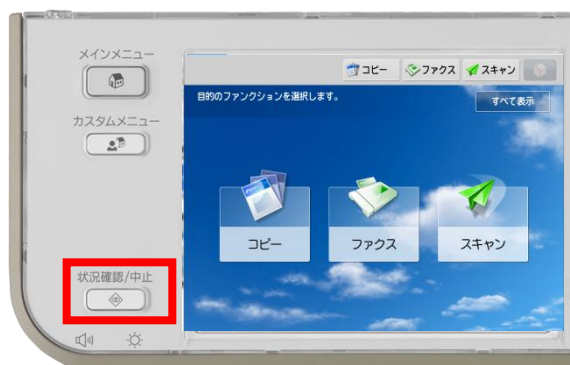 メインメニュー
カスタムメニュー
状況確認/中止
コピー ファクス スキャン
目的のファンクションを選択します。
すべて表示
コピー ファクス スキャン